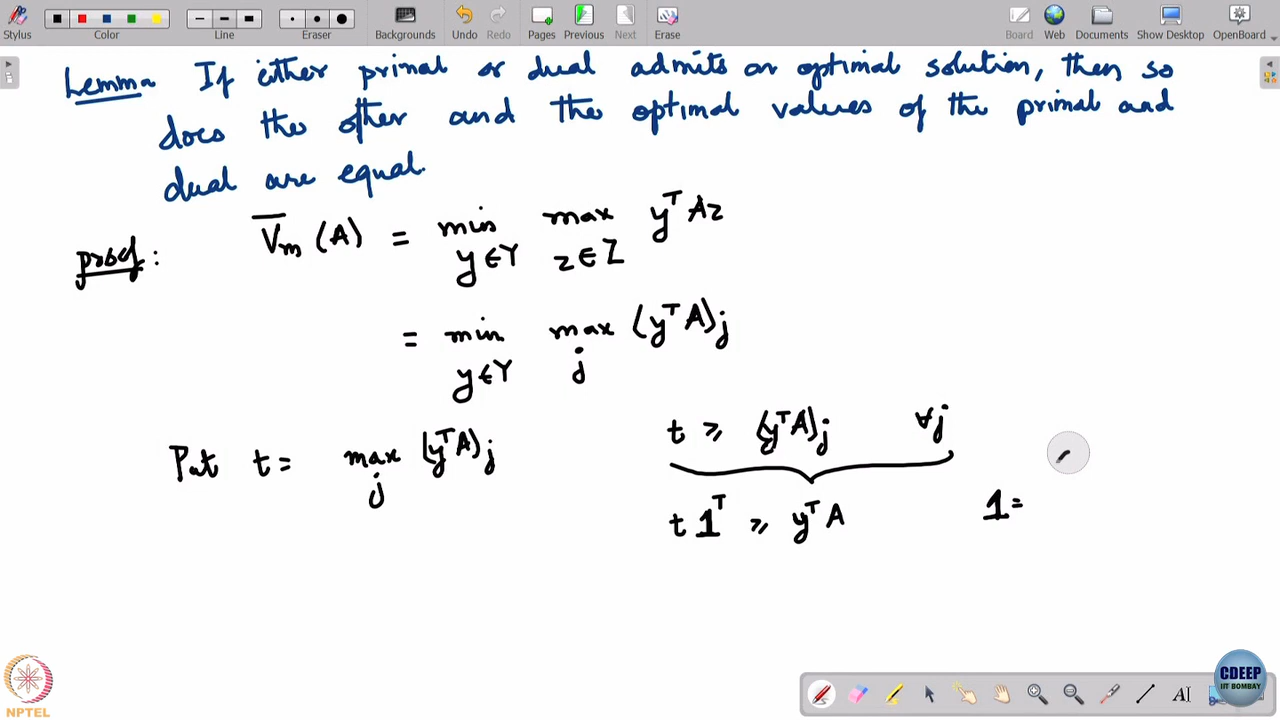 Stylus
Color
Line
Eraser
Backgrounds
Undo
Redo
Pages
Previous
Next
Erase
Board
Web
Documents
Show Desktop
OpenBoard
Lemma If either primal or dual admits an optimal solution, then so
does the other and the optimal values of the primal and
dual are equal.
proof: V̅m (A) = min max yᵀAz
y∈Y z∈Z
= min max (yᵀA)j
y∈Y j
Put t = max (yᵀA)j t ≥ (yᵀA)j ∀j
j
t 1ᵀ ≥ yᵀA 1 =
NPTEL
CDEEP
IIT BOMBAY